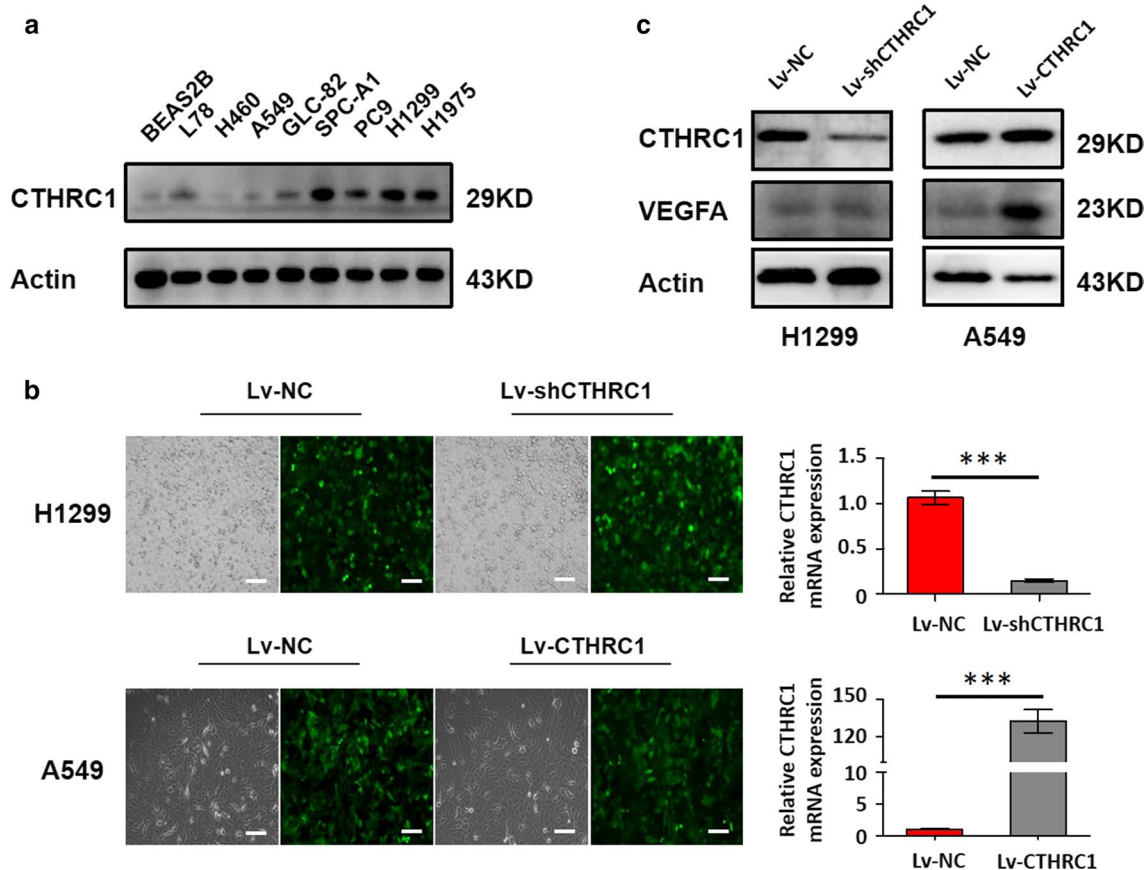 a
BEAS2B L78 H460 A549 GLC-82 SPC-A1 PC9 H1299 H1975
CTHRC1 29KD
Actin 43KD
c
Lv-NC Lv-shCTHRC1 Lv-NC Lv-CTHRC1
CTHRC1 29KD
VEGFA 23KD
Actin 43KD
H1299 A549
b
Lv-NC Lv-shCTHRC1
H1299
Relative CTHRC1
mRNA expression
1.5
1.0
0.5
0
***
Lv-NC Lv-shCTHRC1
Lv-NC Lv-CTHRC1
A549
Relative CTHRC1
mRNA expression
150
120
10
5
0
***
Lv-NC Lv-CTHRC1